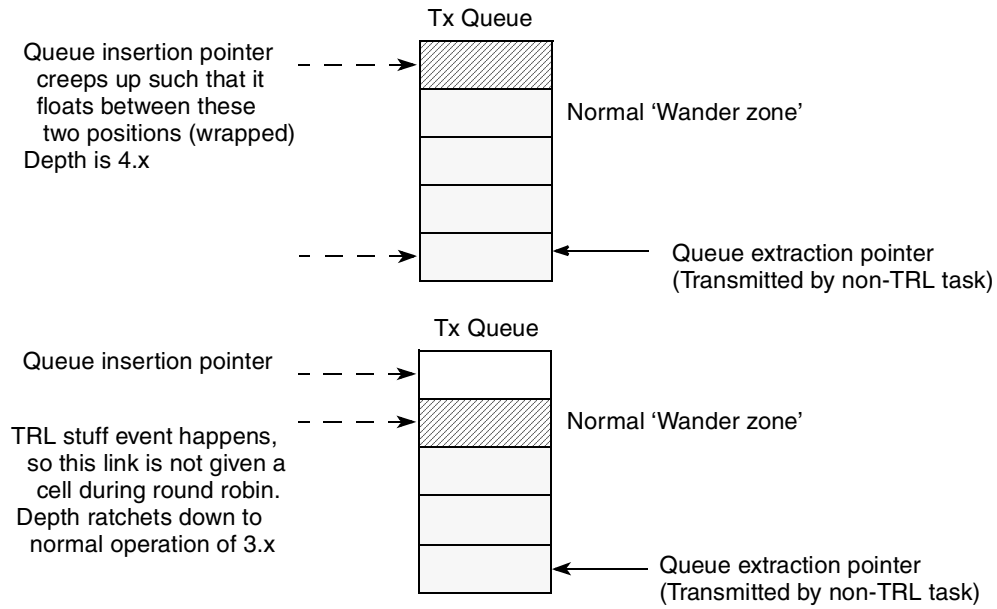 Tx Queue
Queue insertion pointer
creeps up such that it
floats between these
two positions (wrapped)
Depth is 4.x
Normal ‘Wander zone’
Queue extraction pointer
(Transmitted by non-TRL task)
Tx Queue
Queue insertion pointer
TRL stuff event happens,
so this link is not given a
cell during round robin.
Depth ratchets down to
normal operation of 3.x
Normal ‘Wander zone’
Queue extraction pointer
(Transmitted by non-TRL task)